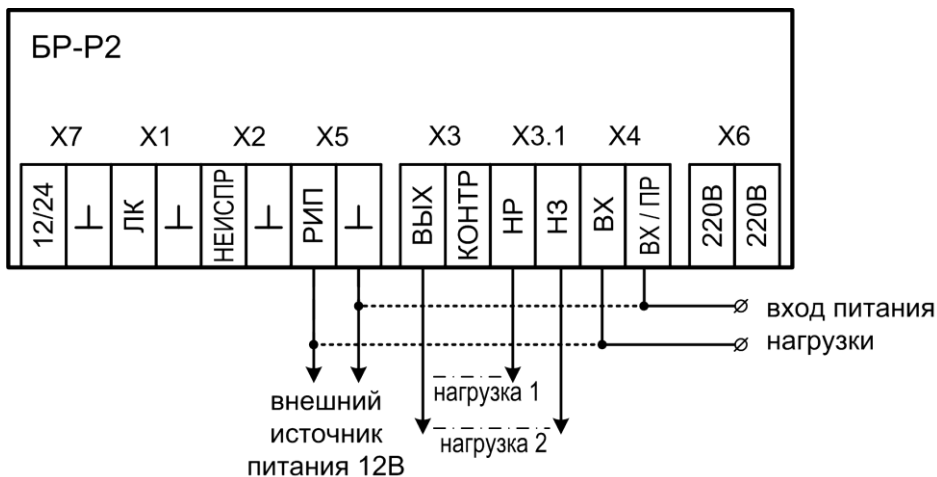 БР-Р2
X7 X1 X2 X5 X3 X3.1 X4 X6
12/24 ⊥ ЛК ⊥ НЕИСПР ⊥ РИП ⊥ ВЫХ КОНТР НР НЗ ВХ ВХ / ПР 220В 220В
вход питания
нагрузки
нагрузка 1
нагрузка 2
внешний
источник
питания 12В